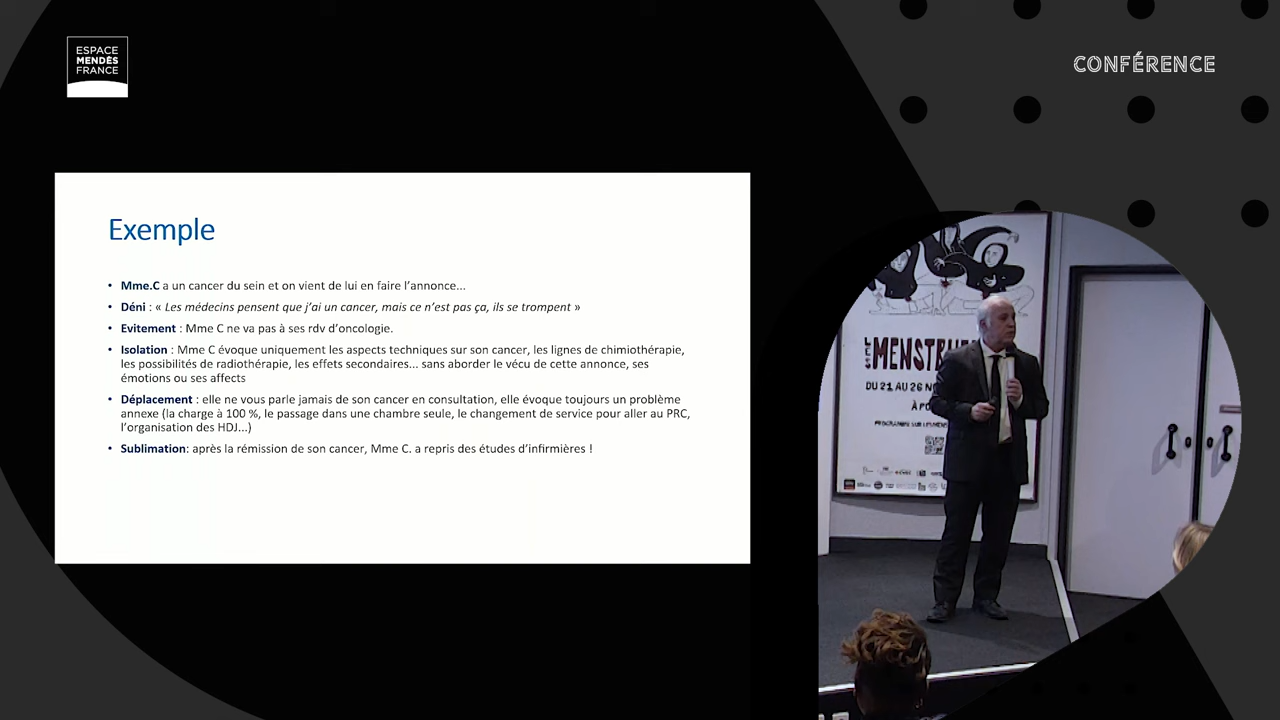 ESPACE
MENDÈS
FRANCE
CONFÉRENCE
Exemple
• Mme.C a un cancer du sein et on vient de lui en faire l'annonce...
• Déni : « Les médecins pensent que j'ai un cancer, mais ce n'est pas ça, ils se trompent »
• Evitement : Mme C ne va pas à ses rdv d'oncologie.
• Isolation : Mme C évoque uniquement les aspects techniques sur son cancer, les lignes de chimiothérapie,
les possibilités de radiothérapie, les effets secondaires... sans aborder le vécu de cette annonce, ses
émotions ou ses affects
• Déplacement : elle ne vous parle jamais de son cancer en consultation, elle évoque toujours un problème
annexe (la charge à 100 %, le passage dans une chambre seule, le changement de service pour aller au PRC,
l'organisation des HDJ...)
• Sublimation: après la rémission de son cancer, Mme C. a repris des études d'infirmières !
LES
DU 21 AU 26